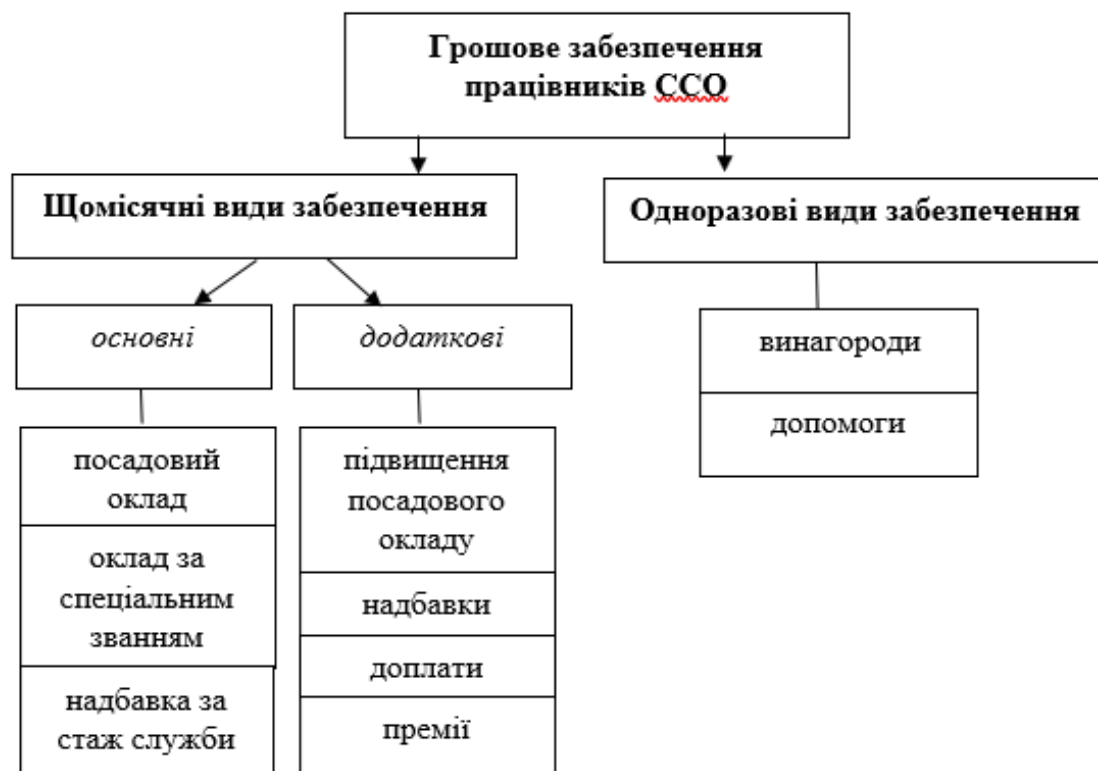 Грошове забезпечення
працівників ССО
Щомісячні види забезпечення
Одноразові види забезпечення
основні
додаткові
винагороди
допомоги
посадовий
оклад
оклад за
спеціальним
званням
надбавка за
стаж служби
підвищення
посадового
окладу
надбавки
доплати
премії